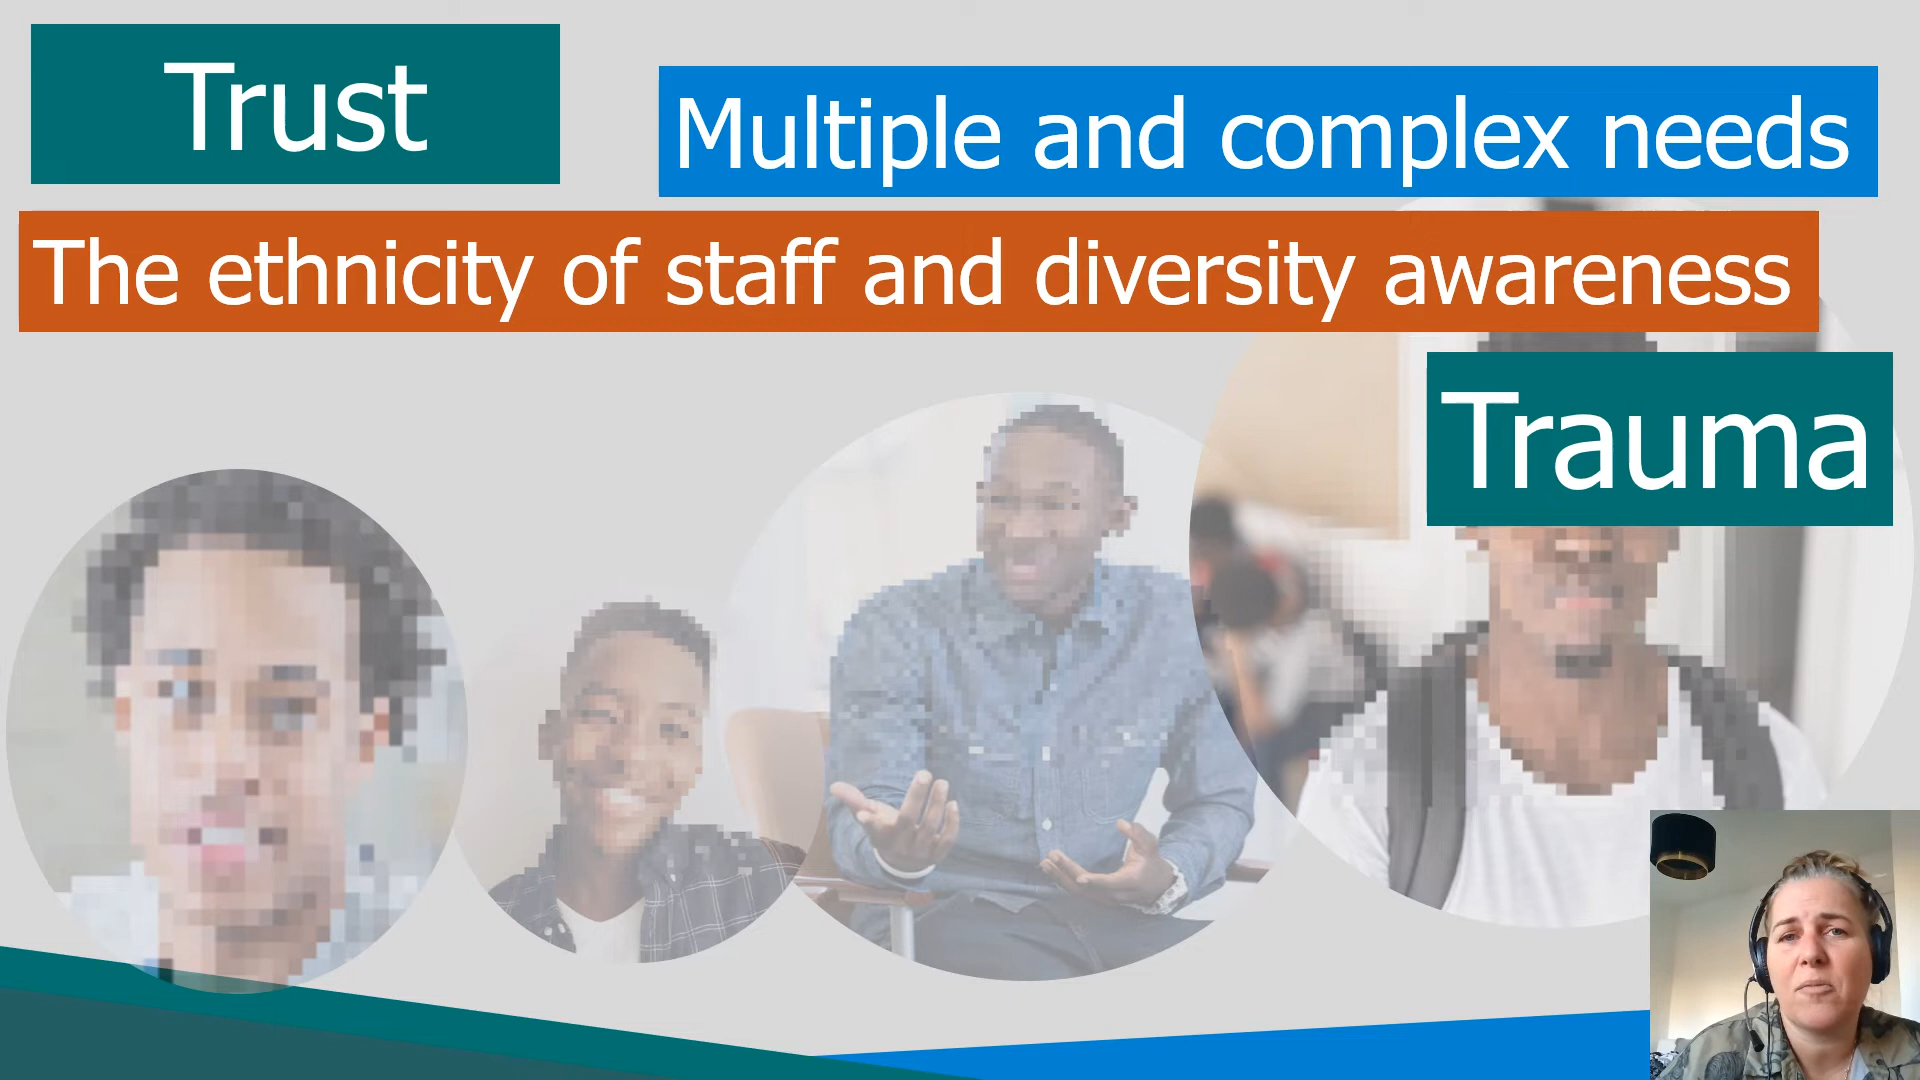 Trust
Multiple and complex needs
The ethnicity of staff and diversity awareness
Trauma